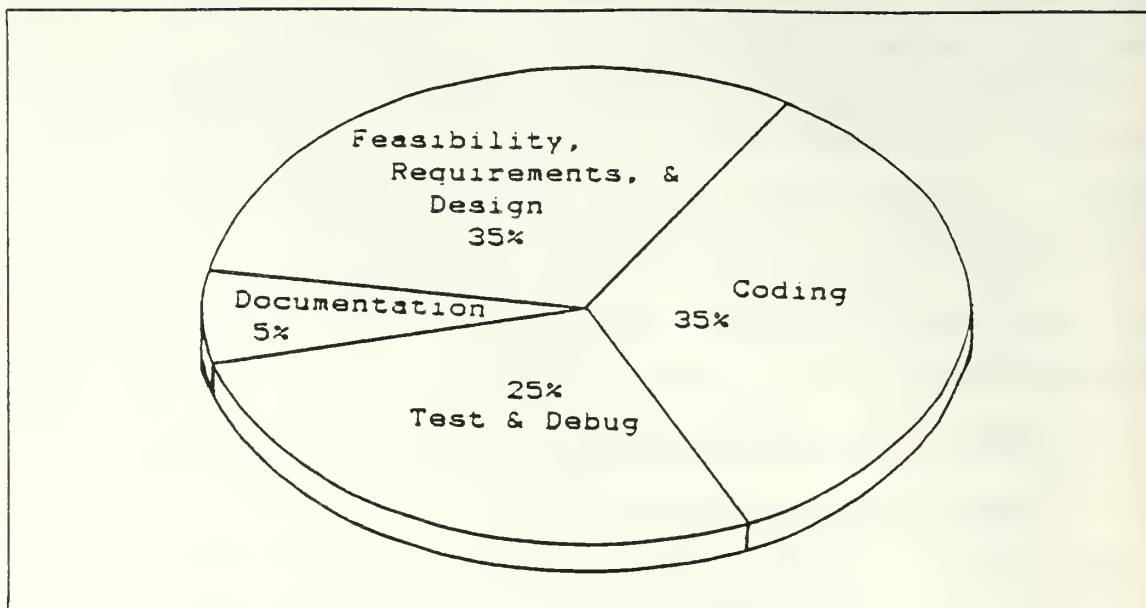 Feasibility,
Requirements, &
Design
35%
Coding
35%
Documentation
5%
25%
Test & Debug